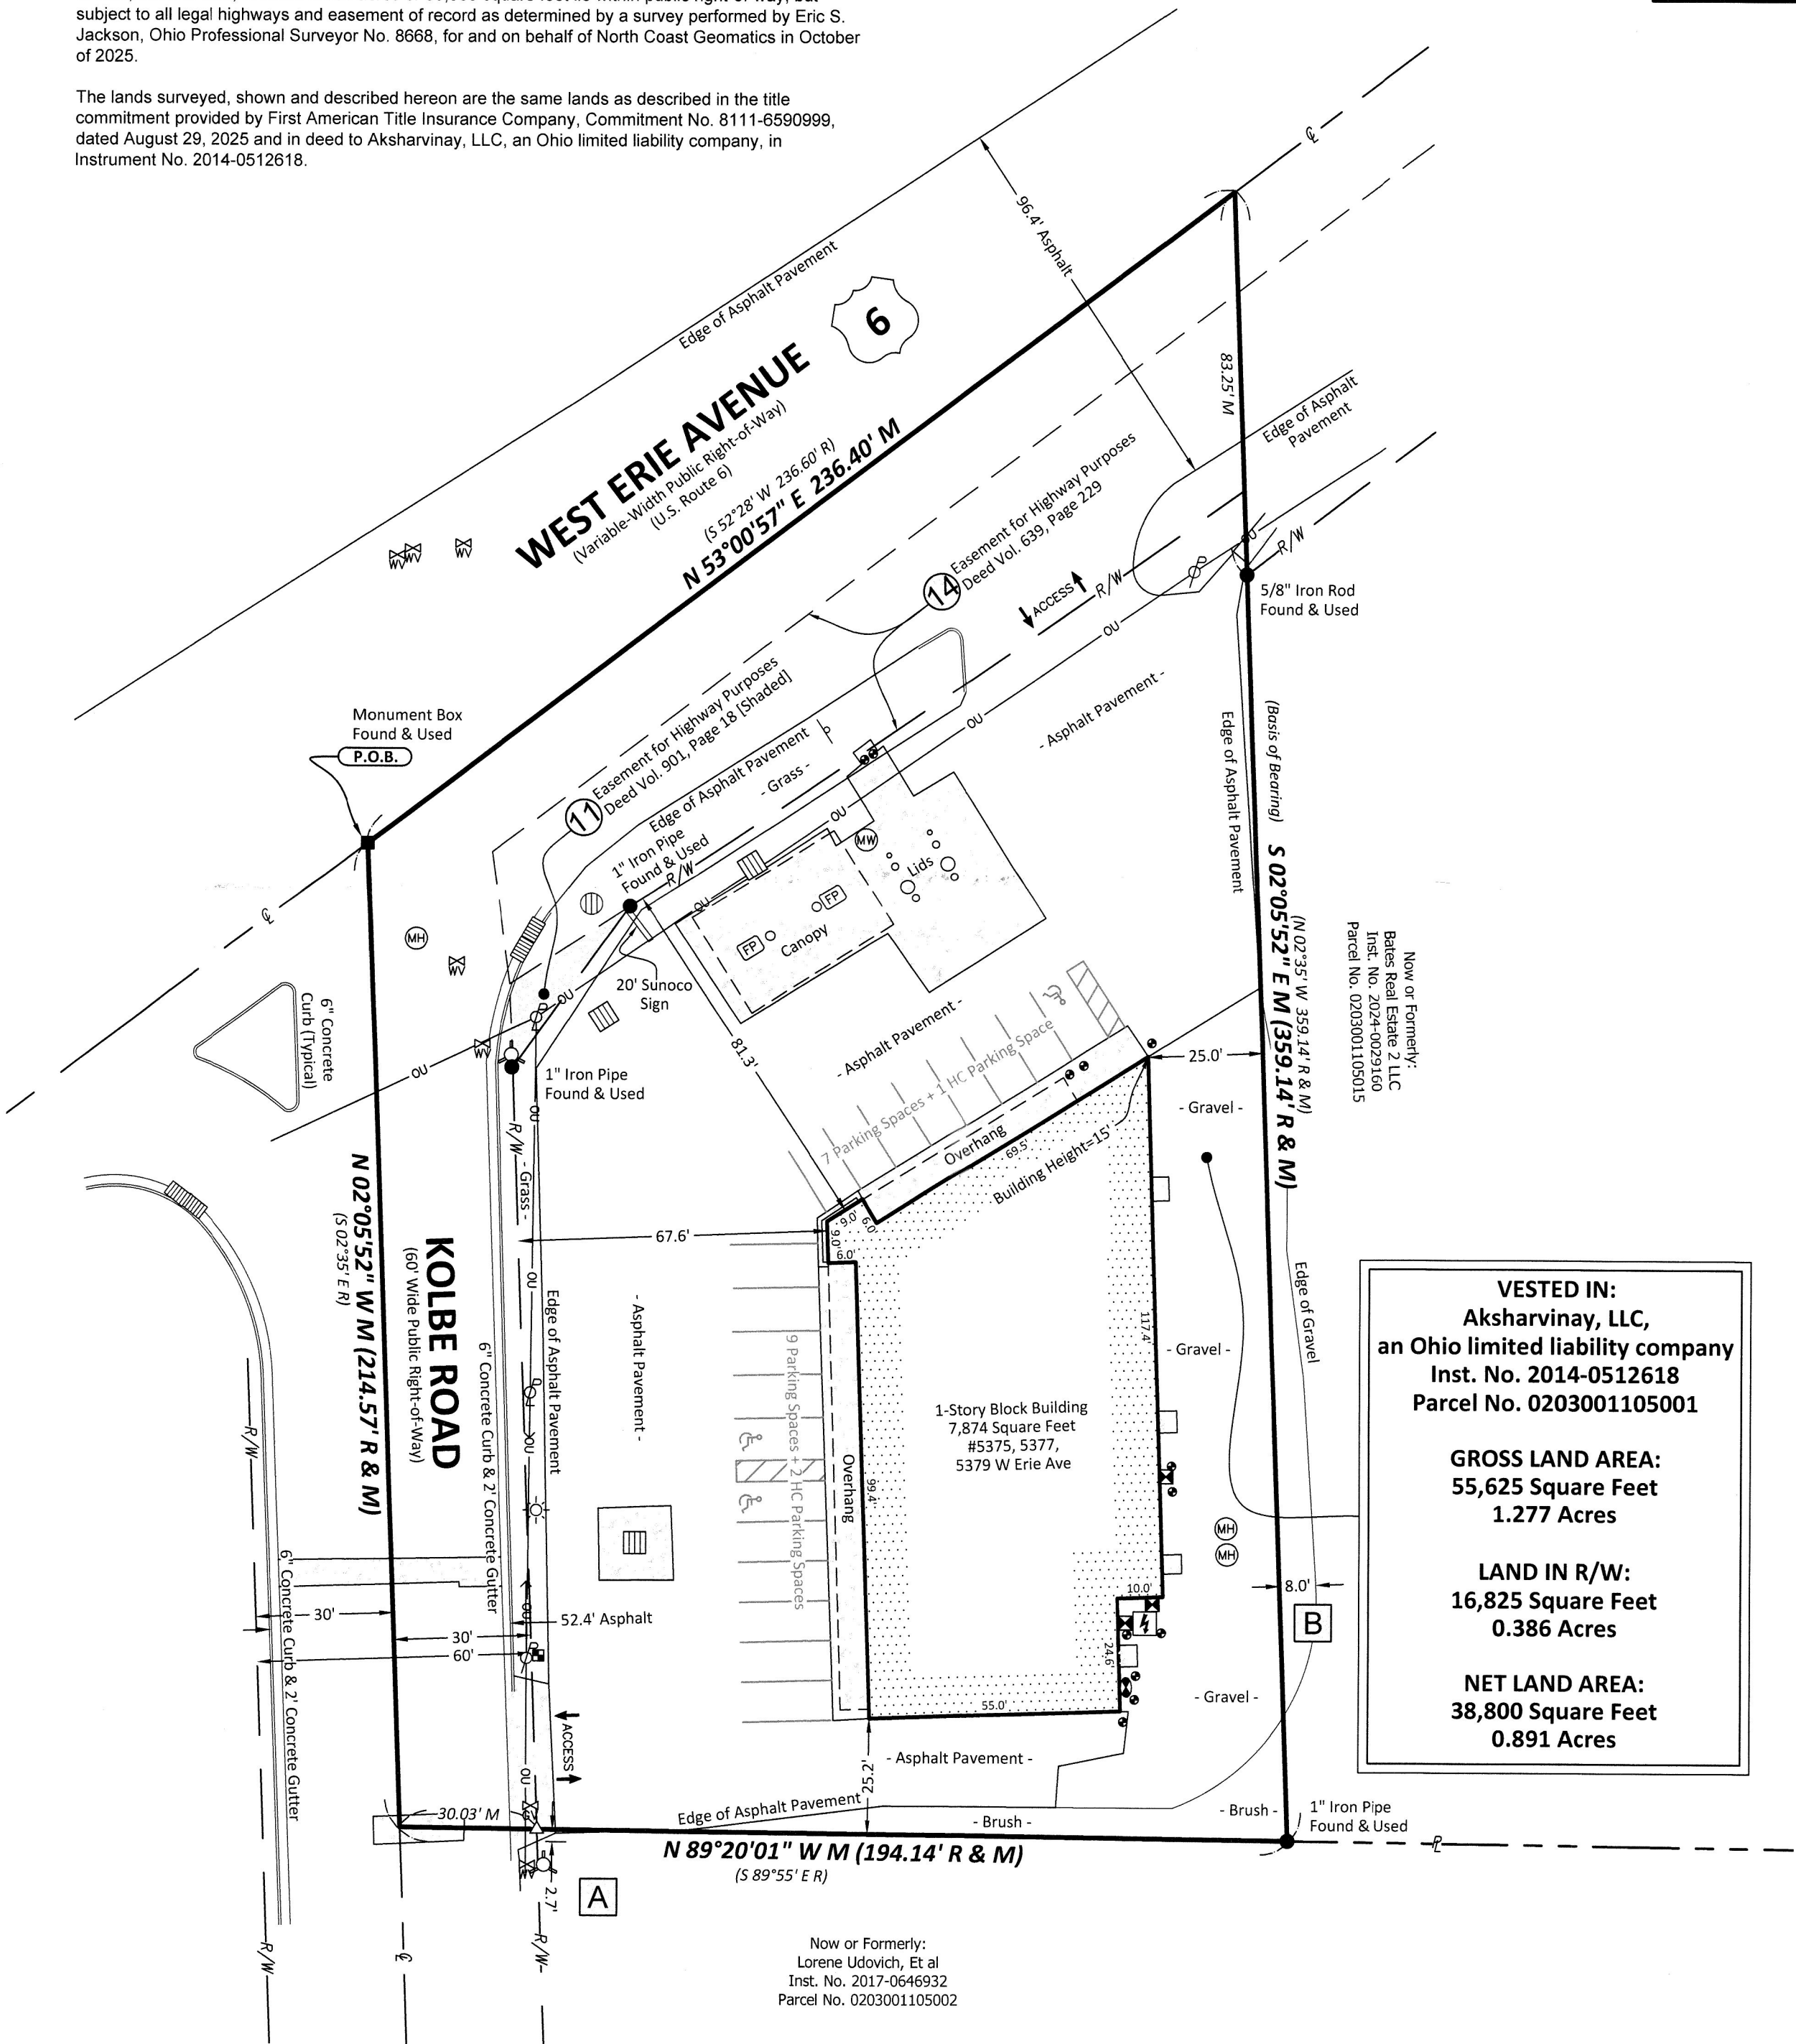 subject to all legal highways and easement of record as determined by a survey performed by Eric S.
Jackson, Ohio Professional Surveyor No. 8668, for and on behalf of North Coast Geomatics in October
of 2025.
The lands surveyed, shown and described hereon are the same lands as described in the title
commitment provided by First American Title Insurance Company, Commitment No. 8111-6590999,
dated August 29, 2025 and in deed to Aksharvinay, LLC, an Ohio limited liability company, in
Instrument No. 2014-0512618.
℄
96.4' Asphalt
Edge of Asphalt Pavement
6
83.25' M
WEST ERIE AVENUE
(Variable-Width Public Right-of-Way)
(U.S. Route 6)
(S 52°28' W 236.60' R)
N 53°00'57" E 236.40' M
Edge of Asphalt
Pavement
14
Easement for Highway Purposes
Deed Vol. 639, Page 229
WV
WV
WV
ACCESS
R/W
OU
R/W
OU
5/8" Iron Rod
Found & Used
11
Easement for Highway Purposes
Deed Vol. 901, Page 18 [Shaded]
Monument Box
Found & Used
P.O.B.
Edge of Asphalt Pavement
- Grass -
OU
- Asphalt Pavement -
Edge of Asphalt Pavement
(Basis of Bearing)
S 02°05'52" E M (359.14' R & M)
(N 02°35' W 359.14' R & M)
1" Iron Pipe
Found & Used
R/W
OU
OU
MW
Lids
FP
FP
Canopy
℄
MH
WV
20' Sunoco
Sign
OU
WV
OU
6" Concrete
Curb (Typical)
81.3'
- Asphalt Pavement -
7 Parking Spaces + 1 HC Parking Space
Now or Formerly:
Bates Real Estate 2 LLC
Inst. No. 2024-0029160
Parcel No. 0203001105015
1" Iron Pipe
Found & Used
OU
R/W
- Grass -
Overhang
69.5'
Building Height=15'
25.0'
- Gravel -
N 02°05'52" W M (214.57' R & M)
(S 02°35' E R)
KOLBE ROAD
(60' Wide Public Right-of-Way)
67.6'
9.0'
6.0'
9.0'
6.0'
OU
Edge of Asphalt Pavement
- Asphalt Pavement -
6" Concrete Curb & 2' Concrete Gutter
9 Parking Spaces + 2 HC Parking Spaces
Overhang
99.4'
117.4'
- Gravel -
Edge of Gravel
1-Story Block Building
7,874 Square Feet
#5375, 5377,
5379 W Erie Ave
R/W
OU
MH
MH
VESTED IN:
Aksharvinay, LLC,
an Ohio limited liability company
Inst. No. 2014-0512618
Parcel No. 0203001105001
GROSS LAND AREA:
55,625 Square Feet
1.277 Acres
LAND IN R/W:
16,825 Square Feet
0.386 Acres
NET LAND AREA:
38,800 Square Feet
0.891 Acres
6" Concrete Curb & 2' Concrete Gutter
30'
30'
60'
OU
52.4' Asphalt
10.0'
24.6'
8.0'
B
55.0'
- Gravel -
ACCESS
OU
- Asphalt Pavement -
25.2'
30.03' M
Edge of Asphalt Pavement
- Brush -
- Brush -
1" Iron Pipe
Found & Used
N 89°20'01" W M (194.14' R & M)
(S 89°55' E R)
WV
2.7'
A
R/W
℄
R/W
Now or Formerly:
Lorene Udovich, Et al
Inst. No. 2017-0646932
Parcel No. 0203001105002